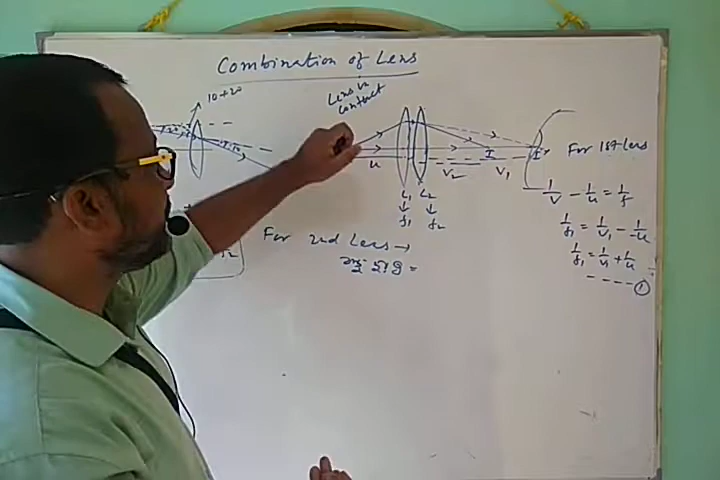 Combination of Lens
Lens in
contact
10+20
u
V2
V1
I
I'
L1
L2
f1
f2
For 1st Lens
1/V - 1/u = 1/f
1/f1 = 1/V1 - 1/-u
1/f1 = 1/V1 + 1/u
----- ①
For 2nd Lens →